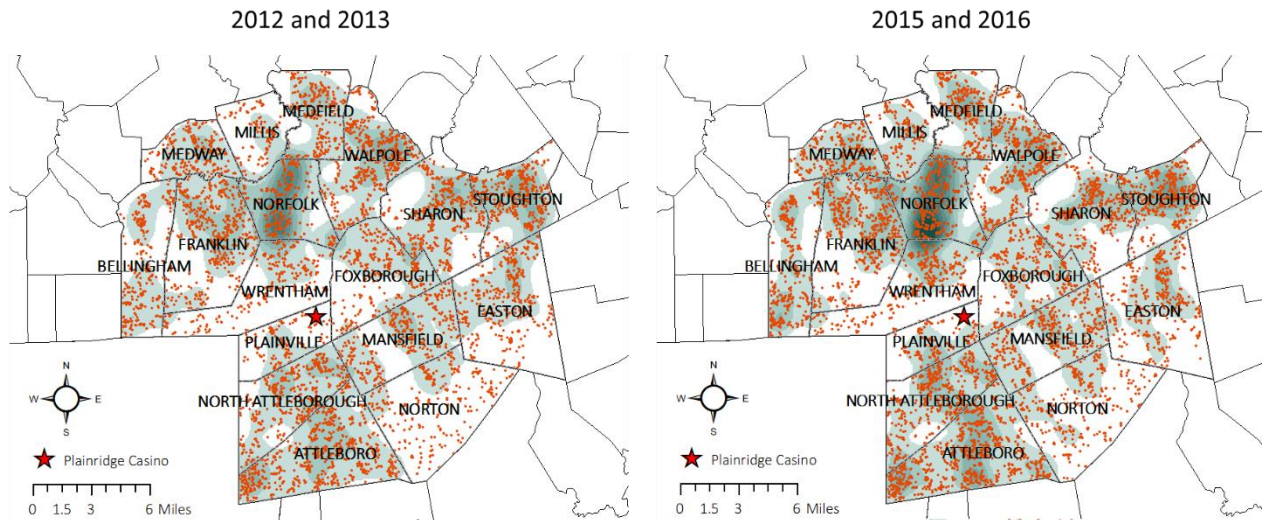 2012 and 2013
MEDFIELD
MILLIS
MEDWAY
WALPOLE
NORFOLK
STOUGHTON
SHARON
FRANKLIN
BELLINGHAM
FOXBOROUGH
WRENTHAM
EASTON
PLAINVILLE
MANSFIELD
NORTH ATTLEBOROUGH
NORTON
ATTLEBORO
N
W E
S
Plainridge Casino
0 1.5 3 6 Miles
2015 and 2016
MEDFIELD
MILLIS
MEDWAY
WALPOLE
NORFOLK
STOUGHTON
SHARON
FRANKLIN
BELLINGHAM
FOXBOROUGH
WRENTHAM
EASTON
PLAINVILLE
MANSFIELD
NORTH ATTLEBOROUGH
NORTON
ATTLEBORO
N
W E
S
Plainridge Casino
0 1.5 3 6 Miles